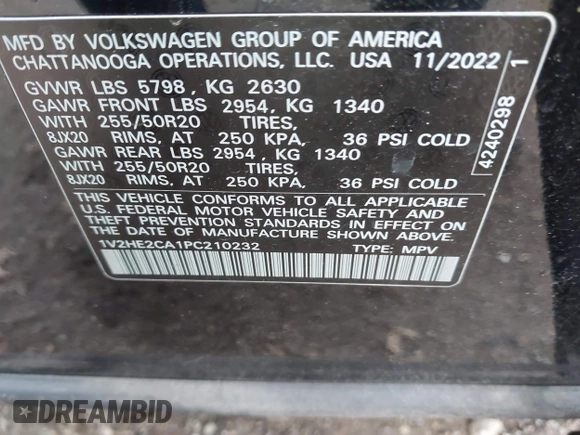 MFD BY VOLKSWAGEN GROUP OF AMERICA
CHATTANOOGA OPERATIONS, LLC. USA 11/2022
GVWR LBS 5798 , KG 2630
GAWR FRONT LBS 2954, KG 1340
WITH 255/50R20 TIRES,
8JX20 RIMS, AT 250 KPA, 36 PSI COLD
GAWR REAR LBS 2954 , KG 1340
WITH 255/50R20 TIRES,
8JX20 RIMS, AT 250 KPA, 36 PSI COLD
THIS VEHICLE CONFORMS TO ALL APPLICABLE
U.S. FEDERAL MOTOR VEHICLE SAFETY AND
THEFT PREVENTION STANDARDS IN EFFECT ON
THE DATE OF MANUFACTURE SHOWN ABOVE.
1V2HE2CA1PC210232 TYPE: MPV
4240298 1
DREAMBID